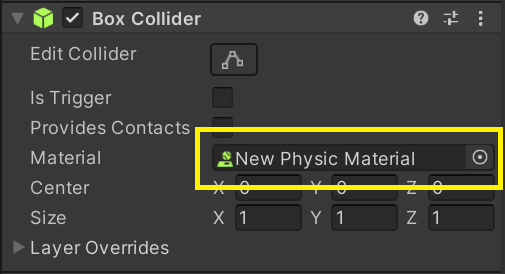 Box Collider
Edit Collider
Is Trigger
Provides Contacts
Material New Physic Material
Center X 0 Y 0 Z 0
Size X 1 Y 1 Z 1
Layer Overrides